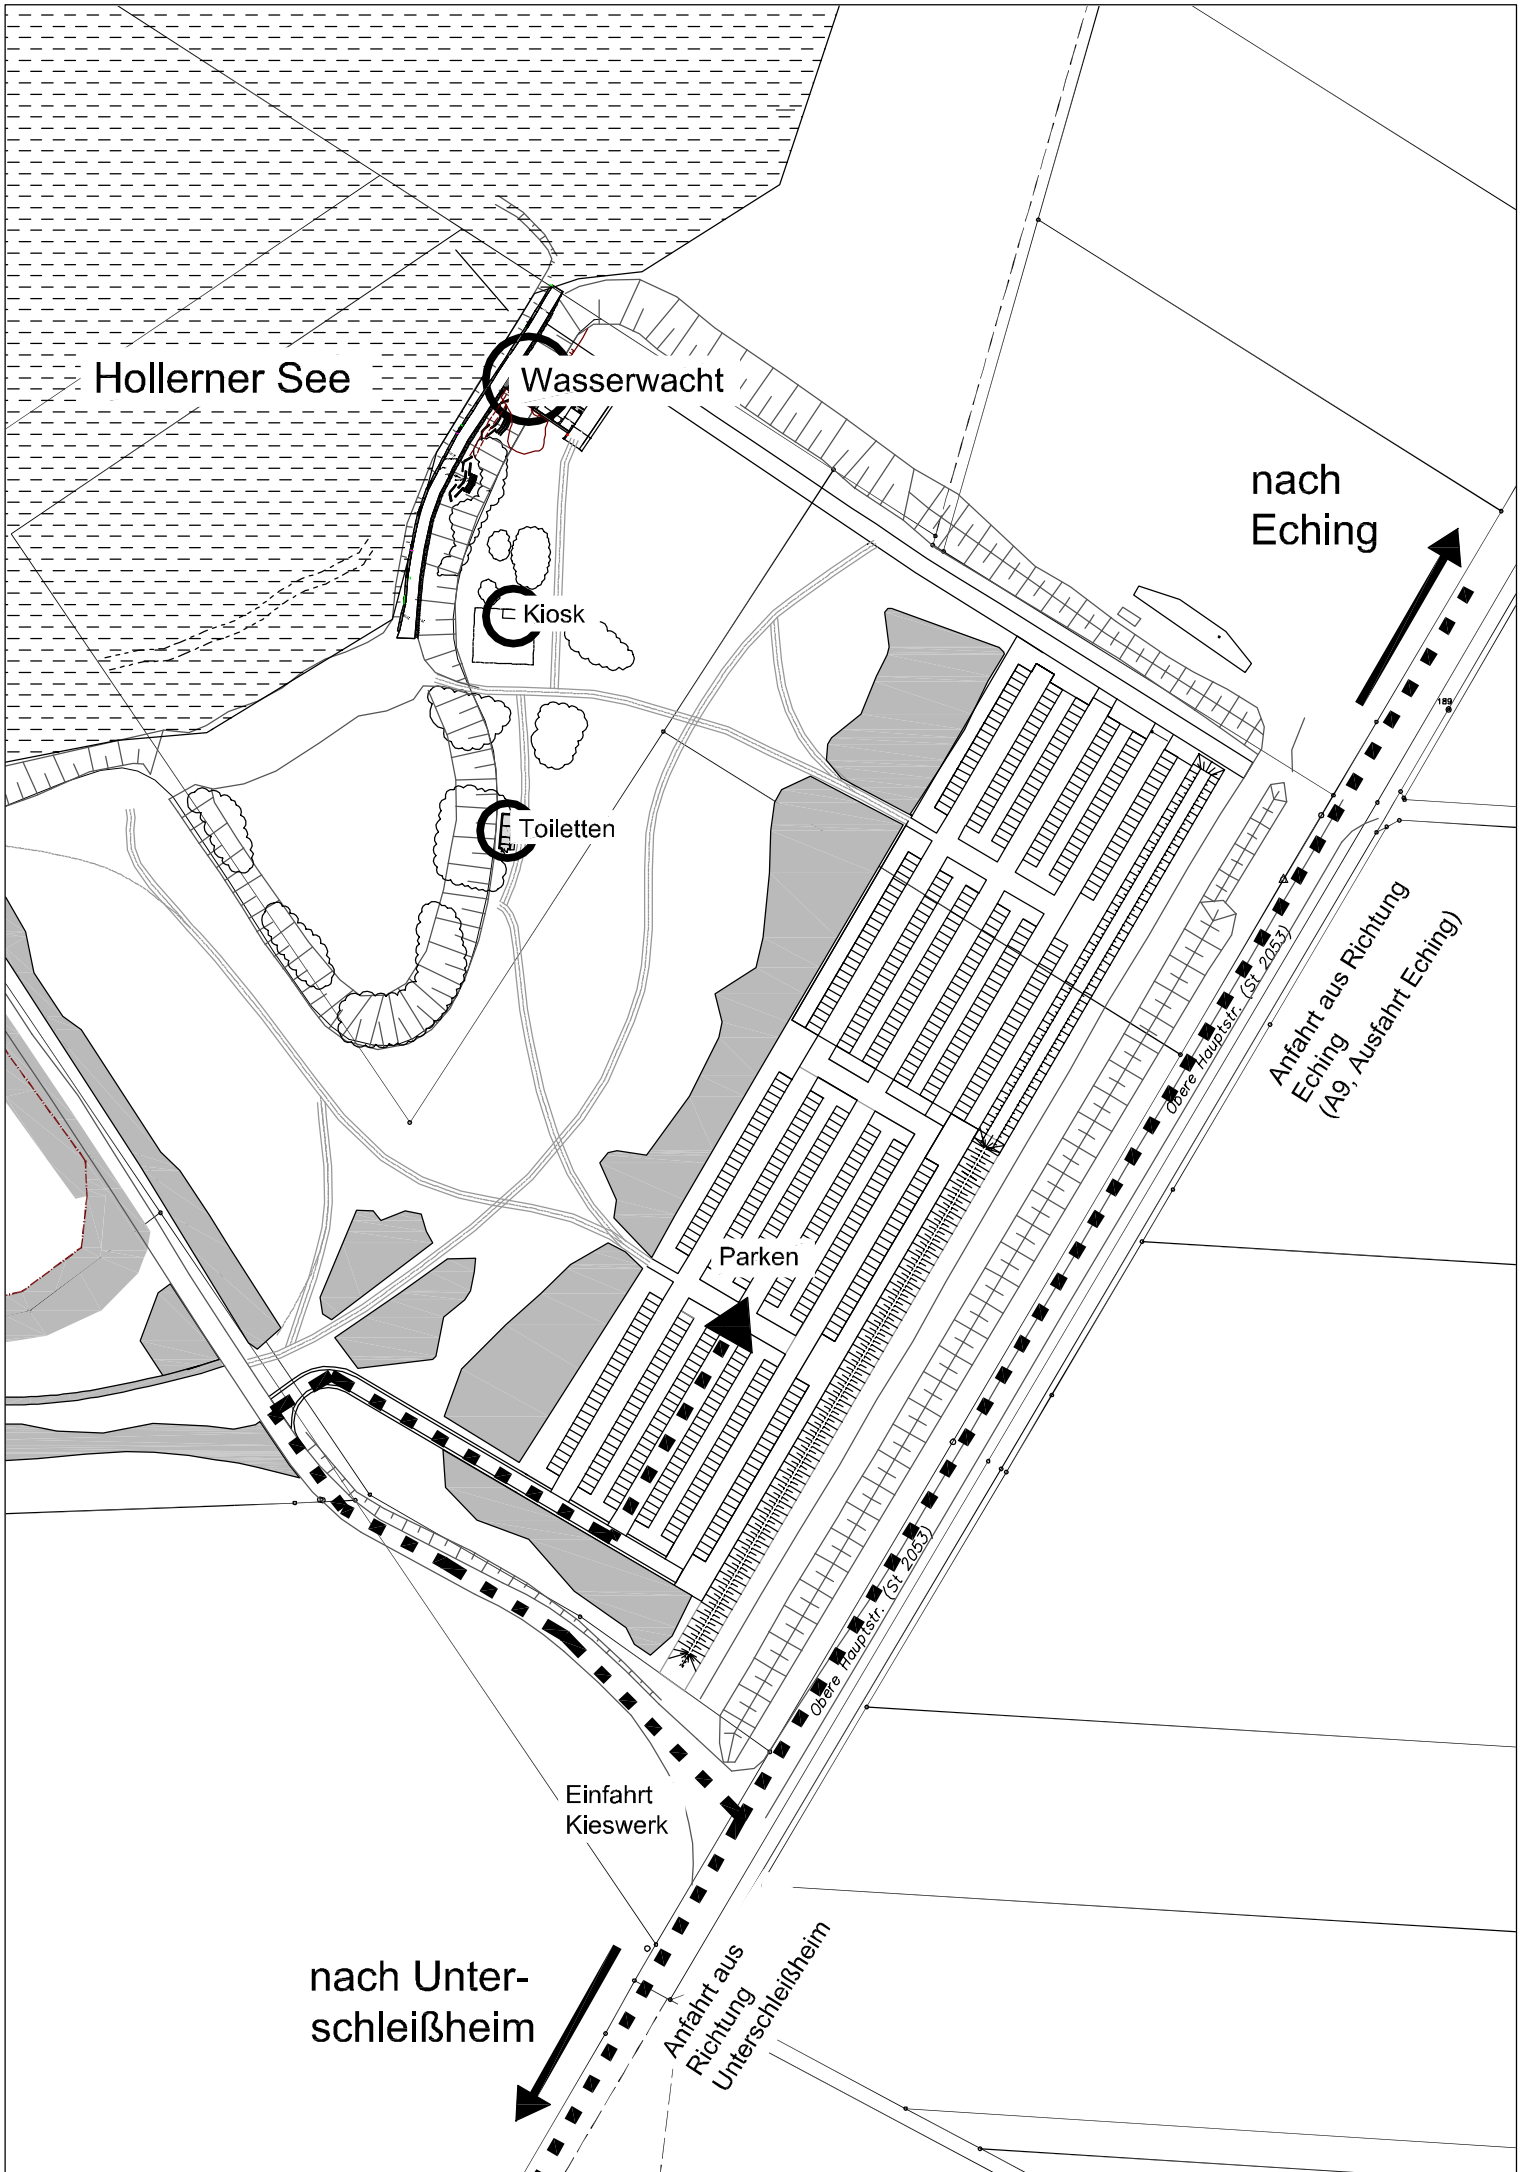 Hollerner See
Wasserwacht
nach
Eching
Kiosk
189
Toiletten
Anfahrt aus Richtung
Eching
(A9, Ausfahrt Eching)
Obere Hauptstr. (St 2053)
Parken
Obere Hauptstr. (St 2053)
Einfahrt
Kieswerk
nach Unter-
schleißheim
Anfahrt aus
Richtung
Unterschleißheim